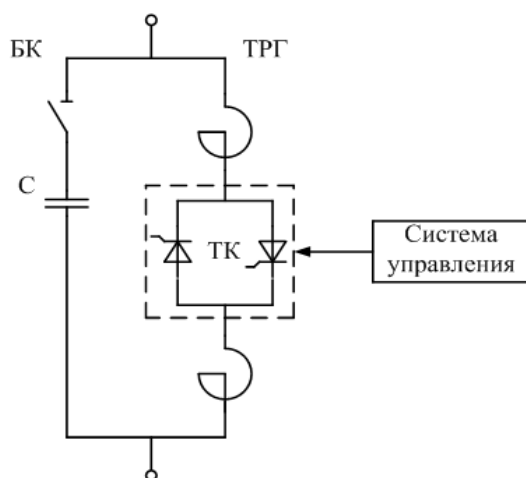 БК
ТРГ
С
ТК
Система
управления